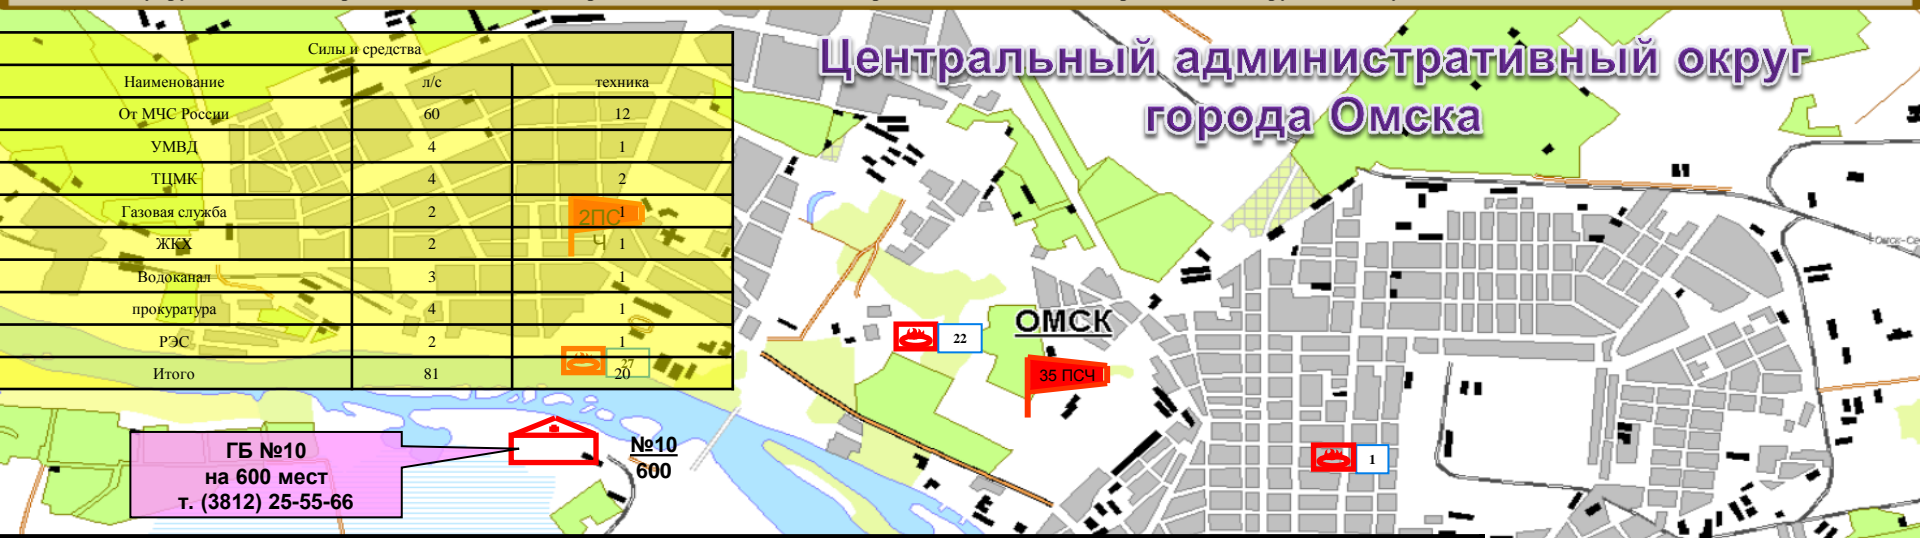 Центральный административный округ
города Омска
Силы и средства
Наименование л/с техника
От МЧС России 60 12
УМВД 4 1
ТЦМК 4 2
Газовая служба 2 1
ЖКХ 2 1
Водоканал 3 1
прокуратура 4 1
РЭС 2 1
Итого 81 20
2ПС
Ч
27
22
ОМСК
35 ПСЧ
1
ГБ №10
на 600 мест
т. (3812) 25-55-66
№10
600